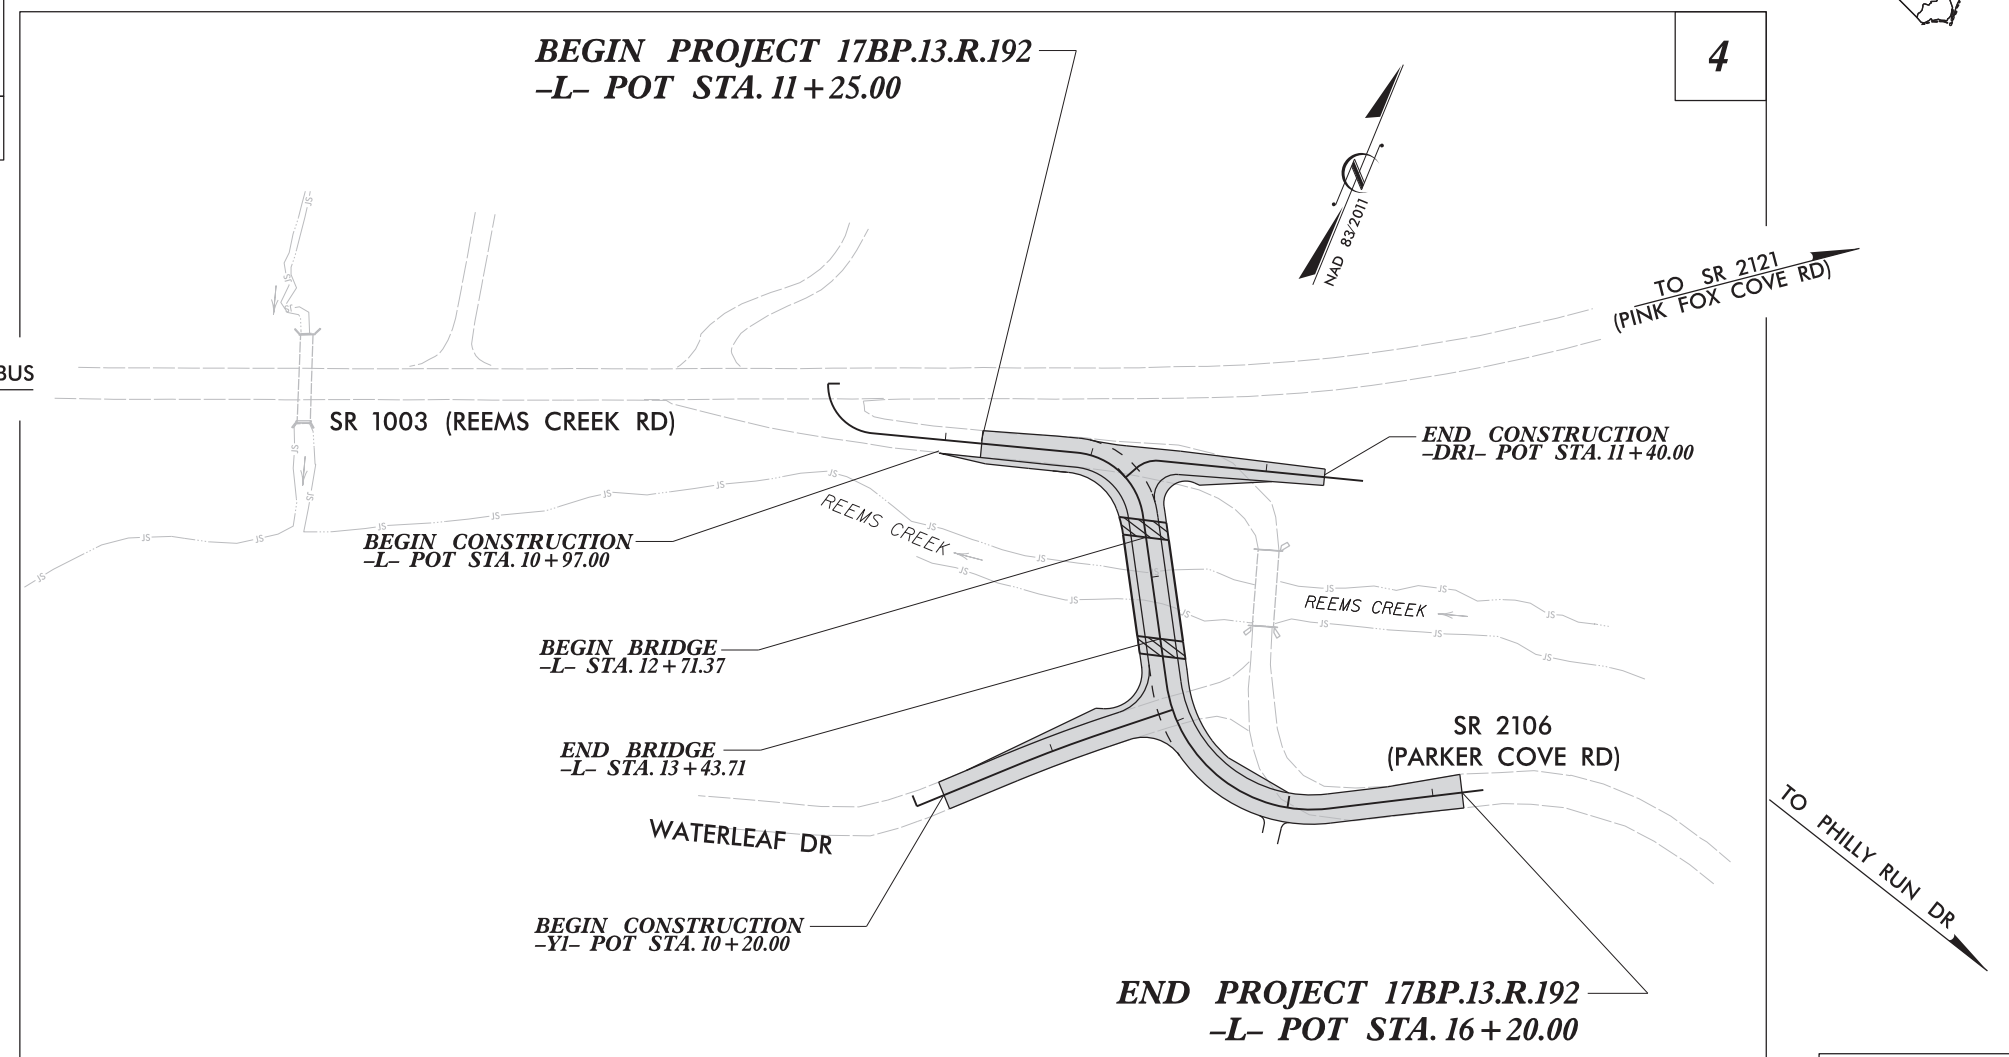 BEGIN PROJECT 17BP.13.R.192
–L– POT STA. 11+25.00
4
NAD 83/2011
TO SR 2121
(PINK FOX COVE RD)
BUS
SR 1003 (REEMS CREEK RD)
END CONSTRUCTION
–DR1– POT STA. 11+40.00
REEMS CREEK
BEGIN CONSTRUCTION
–L– POT STA. 10+97.00
REEMS CREEK
BEGIN BRIDGE
–L– STA. 12+71.37
END BRIDGE
–L– STA. 13+43.71
SR 2106
(PARKER COVE RD)
WATERLEAF DR
TO PHILLY RUN DR
BEGIN CONSTRUCTION
–Y1– POT STA. 10+20.00
END PROJECT 17BP.13.R.192
–L– POT STA. 16+20.00